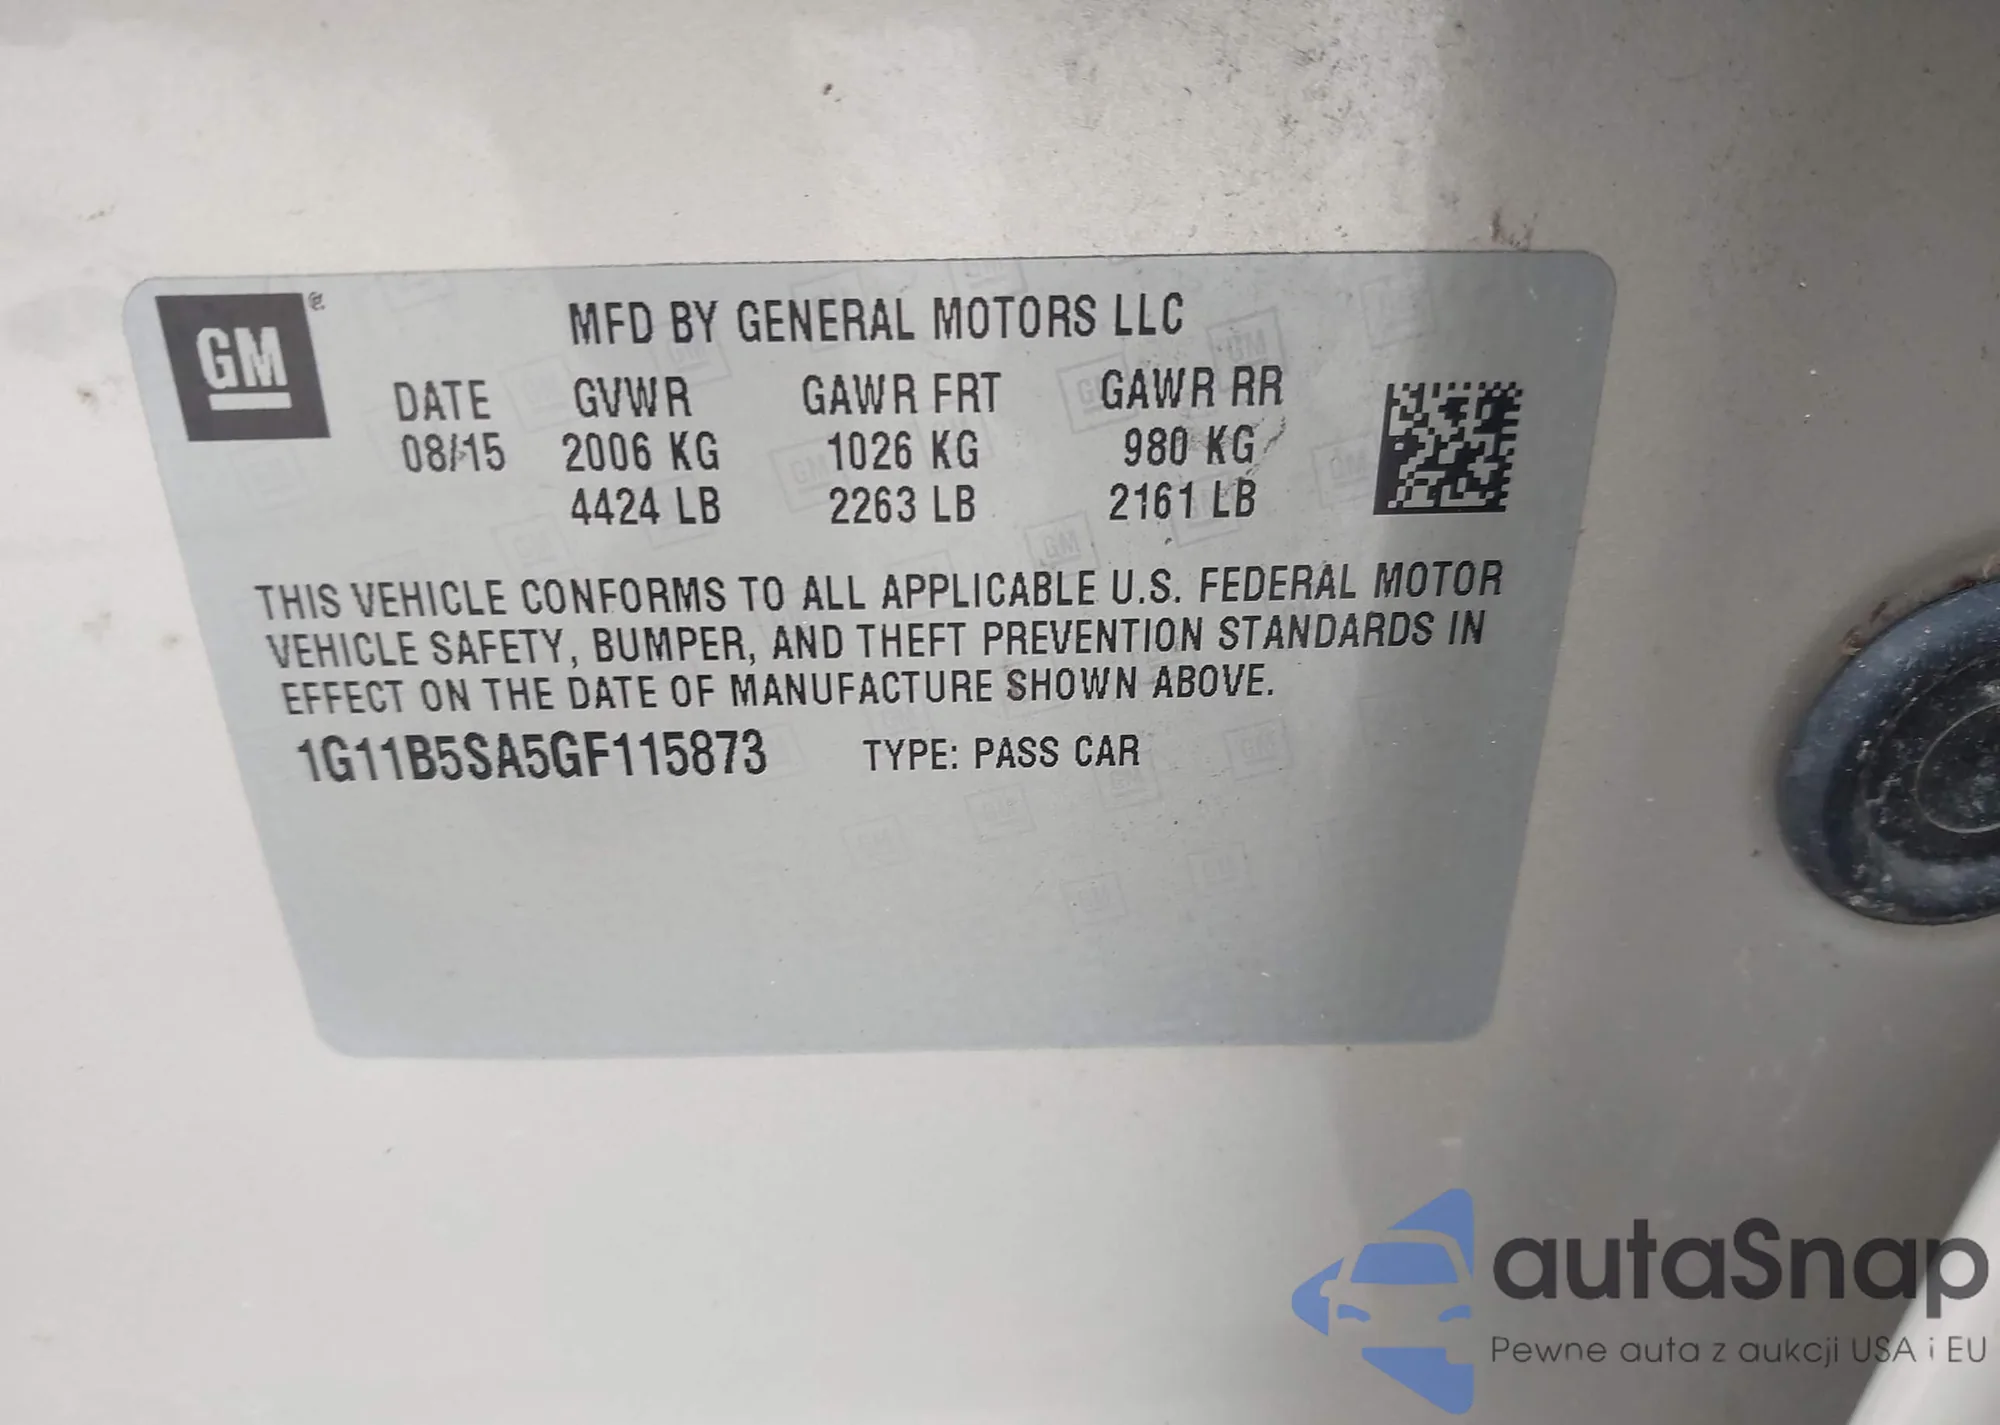 GM
MFD BY GENERAL MOTORS LLC
DATE GVWR GAWR FRT GAWR RR
08/15 2006 KG 1026 KG 980 KG
4424 LB 2263 LB 2161 LB
THIS VEHICLE CONFORMS TO ALL APPLICABLE U.S. FEDERAL MOTOR
VEHICLE SAFETY, BUMPER, AND THEFT PREVENTION STANDARDS IN
EFFECT ON THE DATE OF MANUFACTURE SHOWN ABOVE.
1G11B5SA5GF115873 TYPE: PASS CAR
autaSnap
Pewne auta z aukcji USA i EU